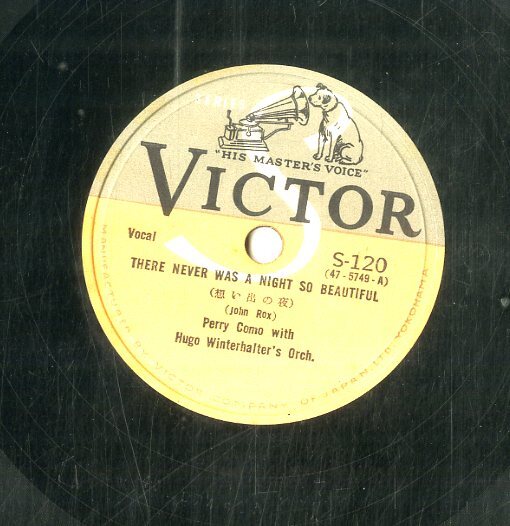 SERIES
S
"HIS MASTER'S VOICE"
VICTOR
Vocal
S-120
(47-5749-A)
THERE NEVER WAS A NIGHT SO BEAUTIFUL
(想い出の夜)
(John Rox)
Perry Como with
Hugo Winterhalter's Orch.
MANUFACTURED BY VICTOR COMPANY OF JAPAN, LTD. YOKOHAMA